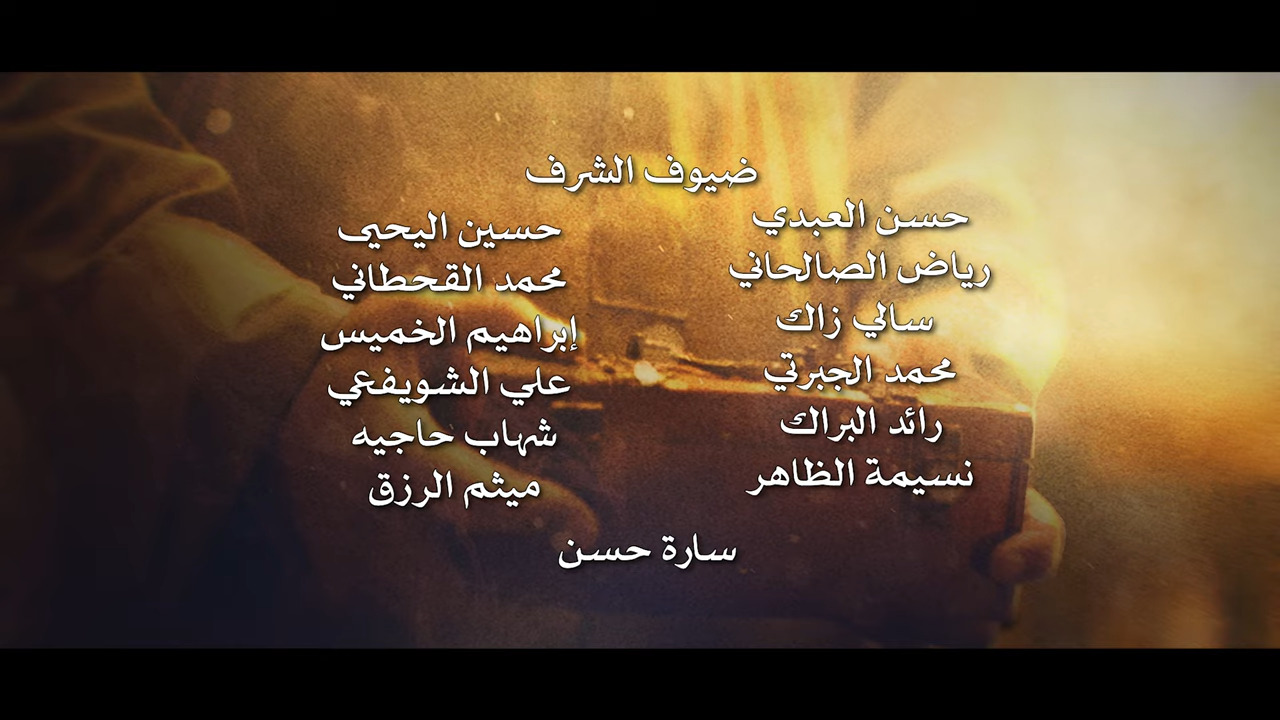 ضيوف الشرف
حسن العبدي
رياض الصالحاني
سالي زاك
محمد الجبرتي
رائد البراك
نسيمة الظاهر
حسين اليحيى
محمد القحطاني
إبراهيم الخميس
علي الشويفعي
شهاب حاجيه
ميثم الرزق
سارة حسن